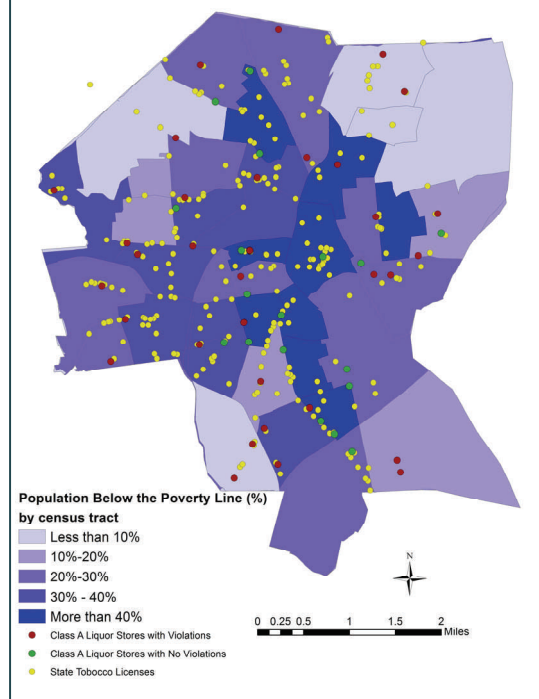 Population Below the Poverty Line (%)
by census tract
Less than 10%
10%-20%
20%-30%
30% - 40%
More than 40%
Class A Liquor Stores with Violations
Class A Liquor Stores with No Violations
State Tobocco Licenses
N
0 0.25 0.5 1 1.5 2
Miles